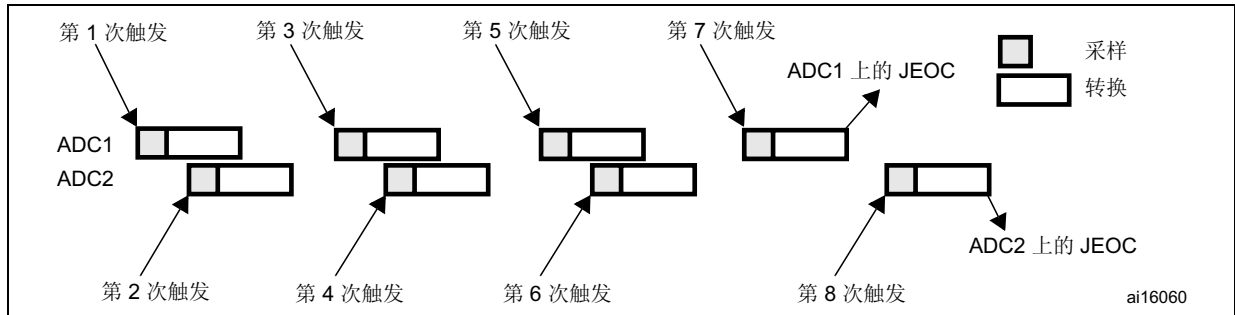 第 1 次触发
第 3 次触发
第 5 次触发
第 7 次触发
采样
ADC1 上的 JEOC
转换
ADC1
ADC2
ADC2 上的 JEOC
第 2 次触发
第 4 次触发
第 6 次触发
第 8 次触发
ai16060